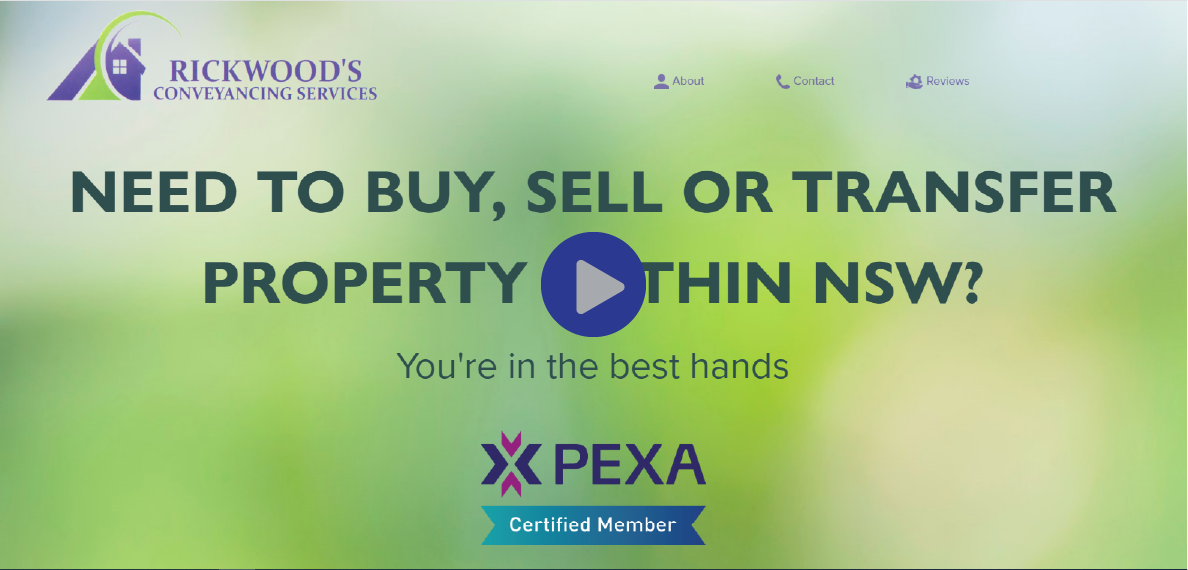 RICKWOOD'S
CONVEYANCING SERVICES
About
Contact
Reviews
NEED TO BUY, SELL OR TRANSFER
PROPERTY THIN NSW?
You're in the best hands
PEXA
Certified Member